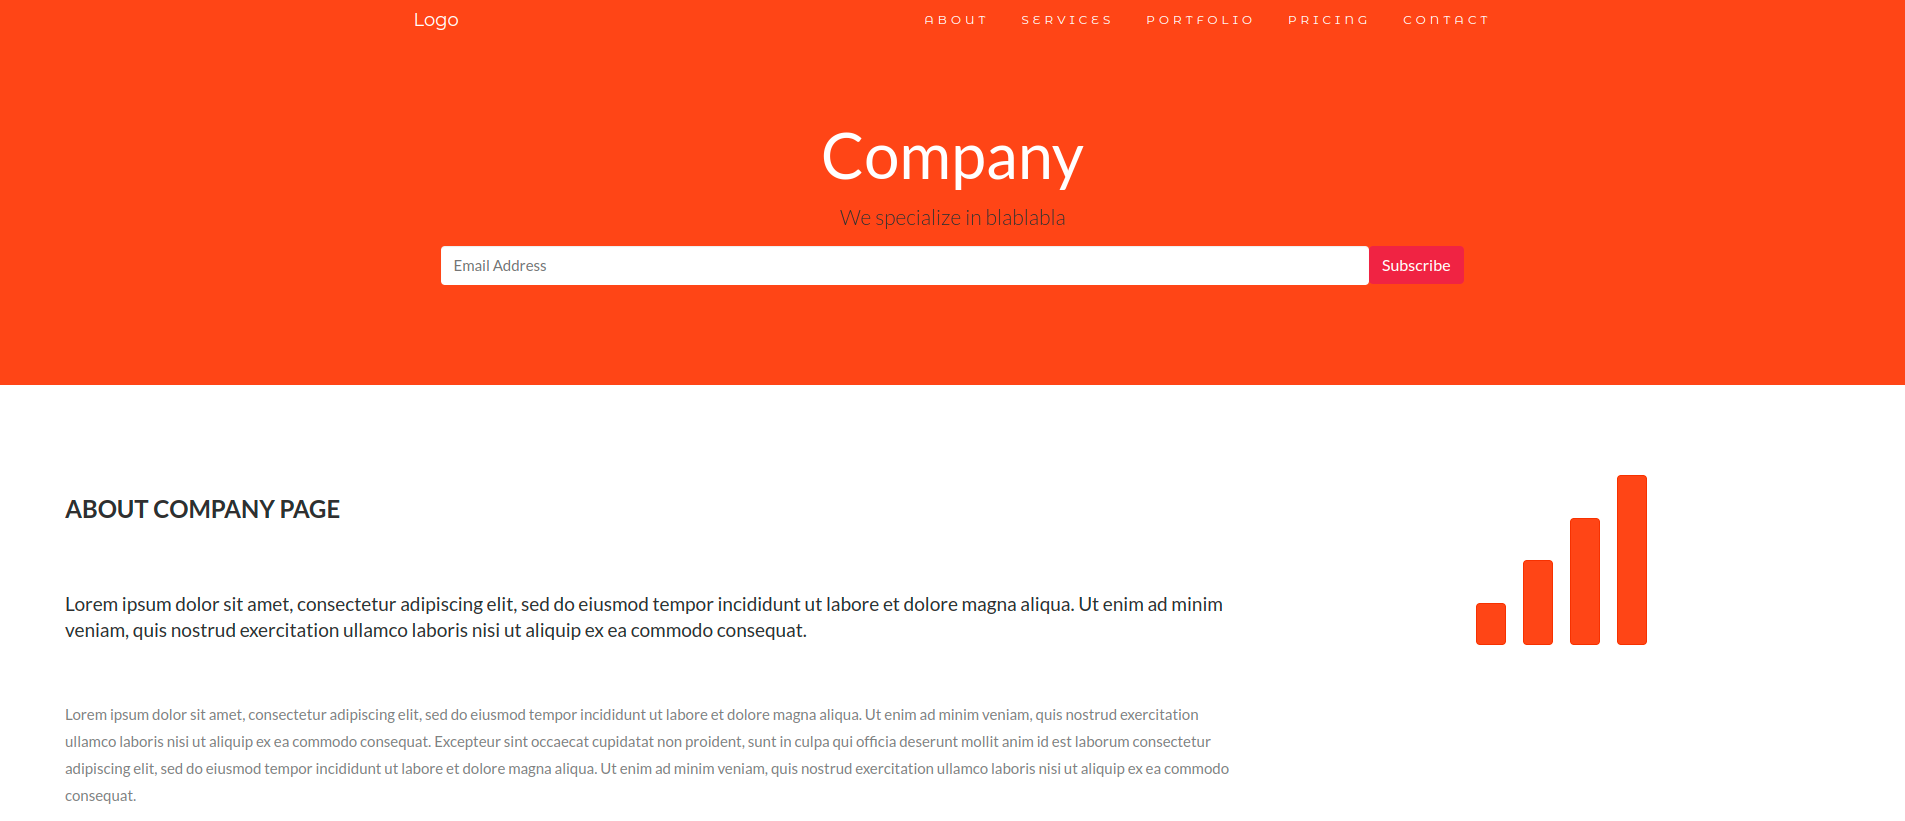 Logo
ABOUT SERVICES PORTFOLIO PRICING CONTACT
Company
We specialize in blablabla
Email Address Subscribe
ABOUT COMPANY PAGE
Lorem ipsum dolor sit amet, consectetur adipiscing elit, sed do eiusmod tempor incididunt ut labore et dolore magna aliqua. Ut enim ad minim
veniam, quis nostrud exercitation ullamco laboris nisi ut aliquip ex ea commodo consequat.
Lorem ipsum dolor sit amet, consectetur adipiscing elit, sed do eiusmod tempor incididunt ut labore et dolore magna aliqua. Ut enim ad minim veniam, quis nostrud exercitation
ullamco laboris nisi ut aliquip ex ea commodo consequat. Excepteur sint occaecat cupidatat non proident, sunt in culpa qui officia deserunt mollit anim id est laborum consectetur
adipiscing elit, sed do eiusmod tempor incididunt ut labore et dolore magna aliqua. Ut enim ad minim veniam, quis nostrud exercitation ullamco laboris nisi ut aliquip ex ea commodo
consequat.